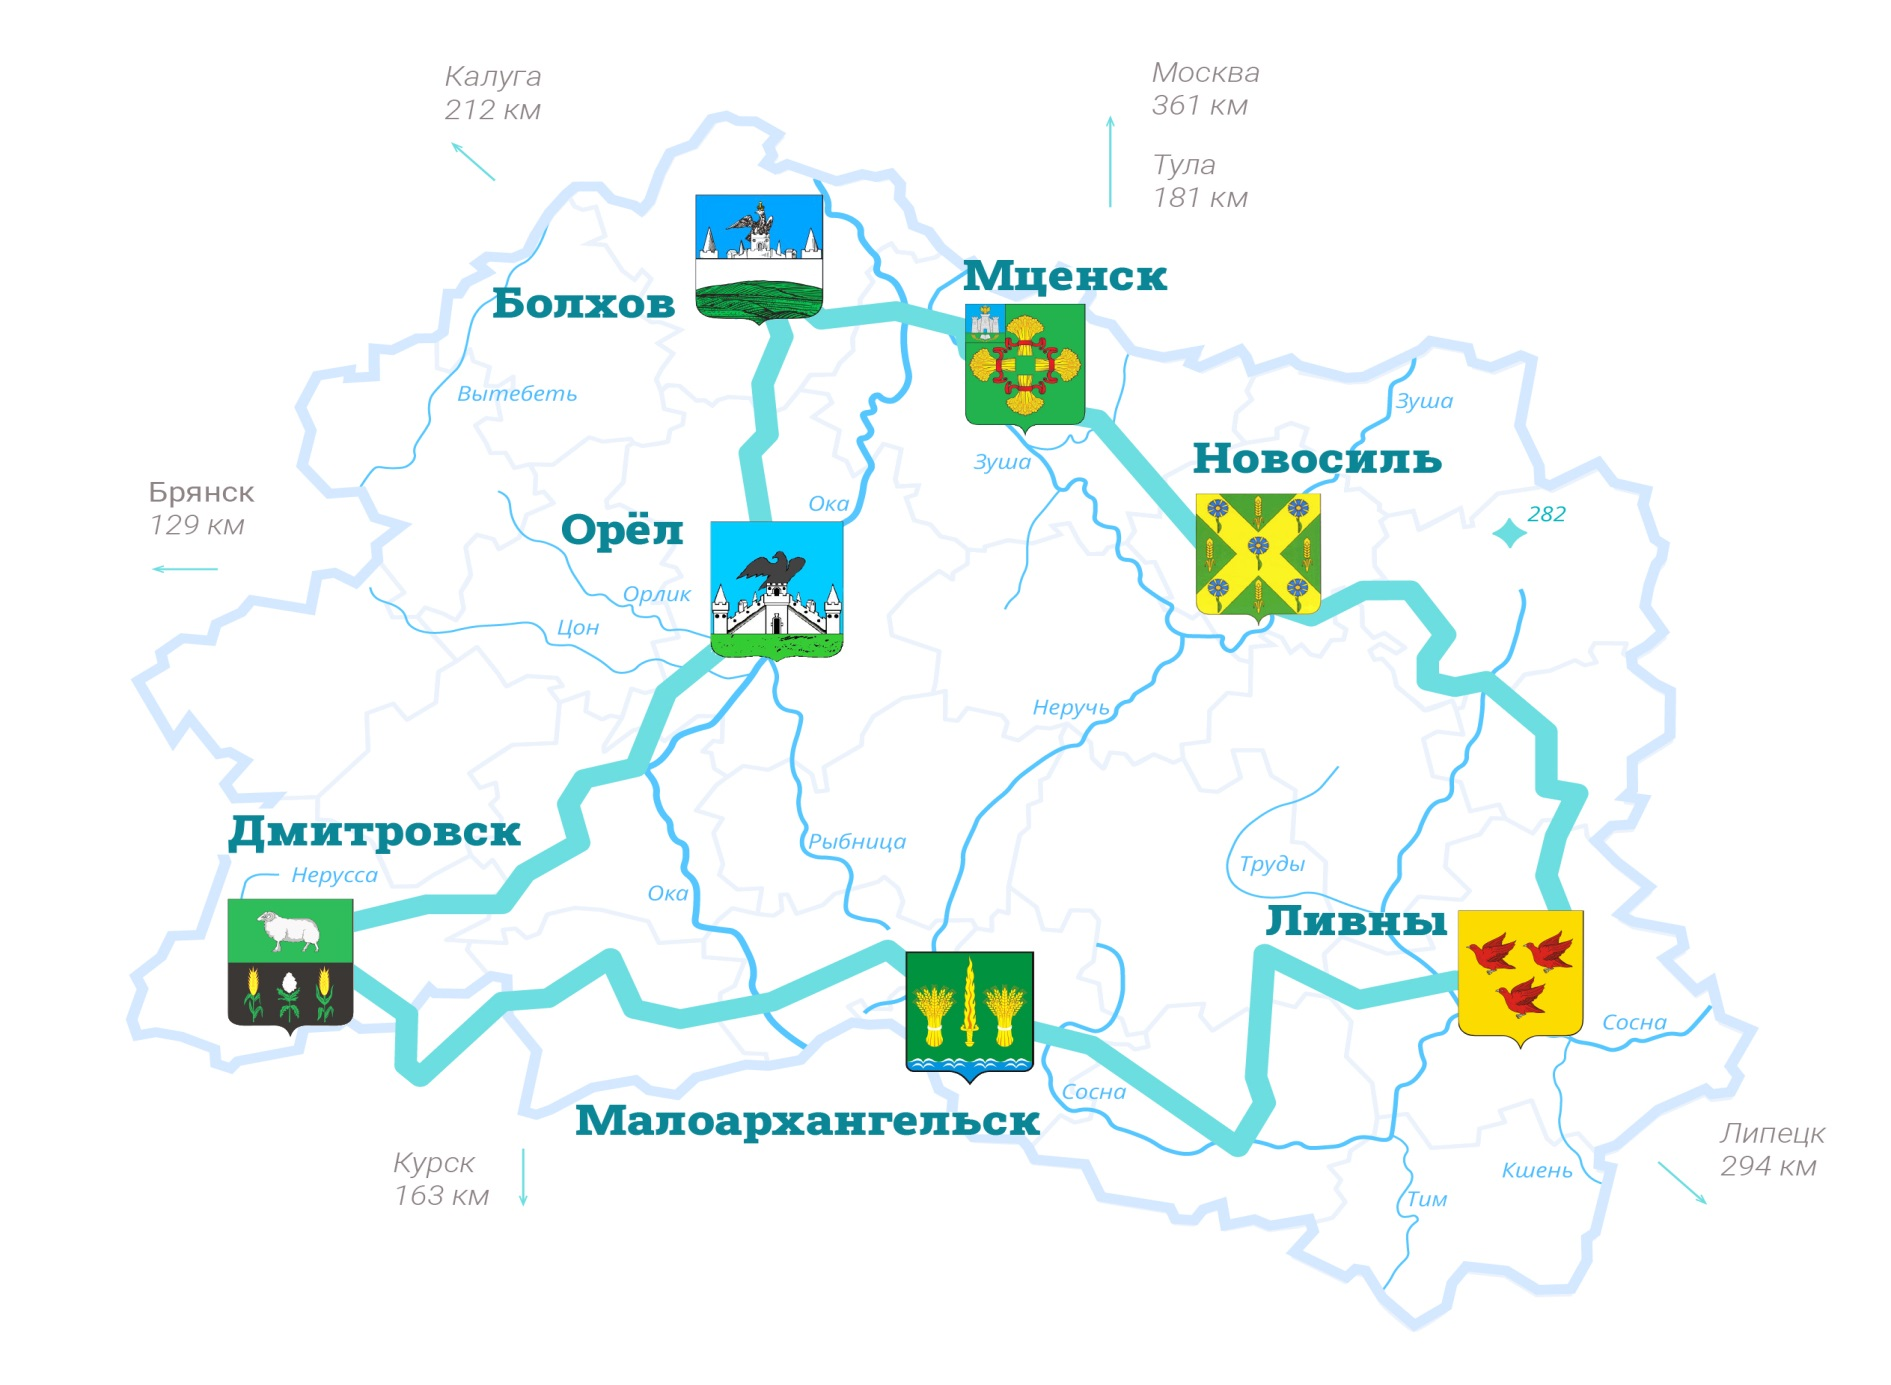 Калуга
212 км
Москва
361 км
Тула
181 км
Мценск
Болхов
Вытебеть
Зуша
Новосиль
Зуша
Брянск
129 км
Ока
282
Орёл
Орлик
Цон
Неручь
Дмитровск
Рыбница
Труды
Нерусса
Ока
Ливны
Сосна
Сосна
Малоархангельск
Липецк
294 км
Курск
163 км
Кшень
Тим